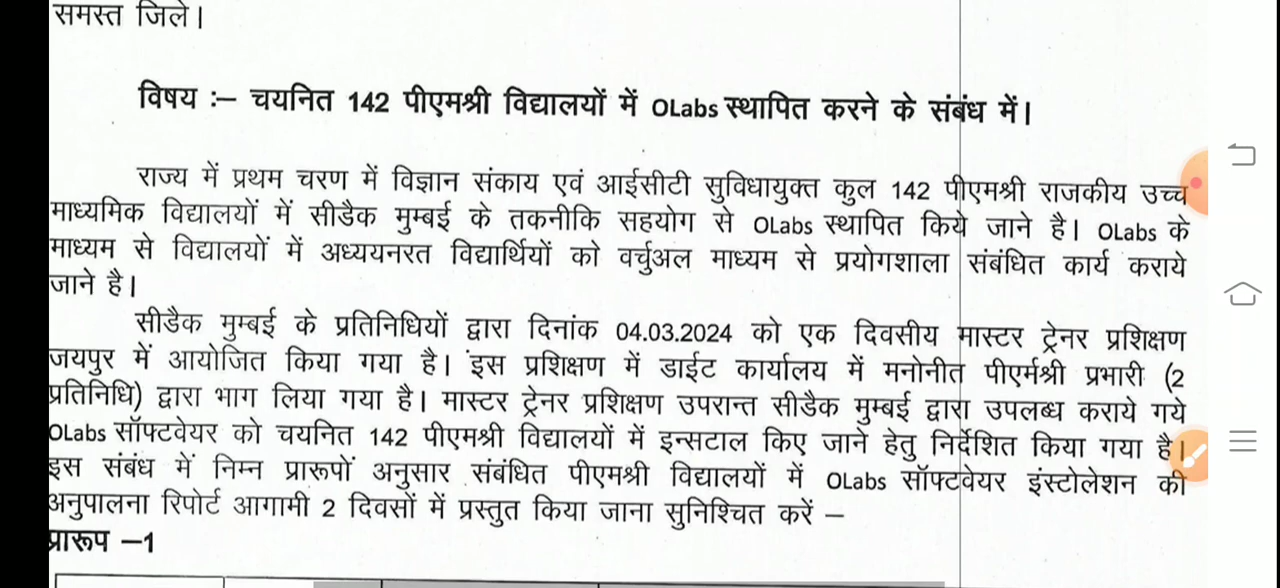 समस्त जिले।
विषय :– चयनित 142 पीएमश्री विद्यालयों में OLabs स्थापित करने के संबंध में।
राज्य में प्रथम चरण में विज्ञान संकाय एवं आईसीटी सुविधायुक्त कुल 142 पीएमश्री राजकीय उच्च
माध्यमिक विद्यालयों में सीडैक मुम्बई के तकनीकि सहयोग से OLabs स्थापित किये जाने है। OLabs के
माध्यम से विद्यालयों में अध्ययनरत विद्यार्थियों को वर्चुअल माध्यम से प्रयोगशाला संबंधित कार्य कराये
जाने है।
सीडैक मुम्बई के प्रतिनिधियों द्वारा दिनांक 04.03.2024 को एक दिवसीय मास्टर ट्रेनर प्रशिक्षण
जयपुर में आयोजित किया गया है। इस प्रशिक्षण में डाईट कार्यालय में मनोनीत पीएमश्री प्रभारी (2
प्रतिनिधि) द्वारा भाग लिया गया है। मास्टर ट्रेनर प्रशिक्षण उपरान्त सीडैक मुम्बई द्वारा उपलब्ध कराये गये
OLabs सॉफ्टवेयर को चयनित 142 पीएमश्री विद्यालयों में इन्सटाल किए जाने हेतु निर्देशित किया गया है।
इस संबंध में निम्न प्रारूपों अनुसार संबंधित पीएमश्री विद्यालयों में OLabs सॉफ्टवेयर इंस्टोलेशन की
अनुपालना रिपोर्ट आगामी 2 दिवसों में प्रस्तुत किया जाना सुनिश्चित करें –
प्रारूप –1